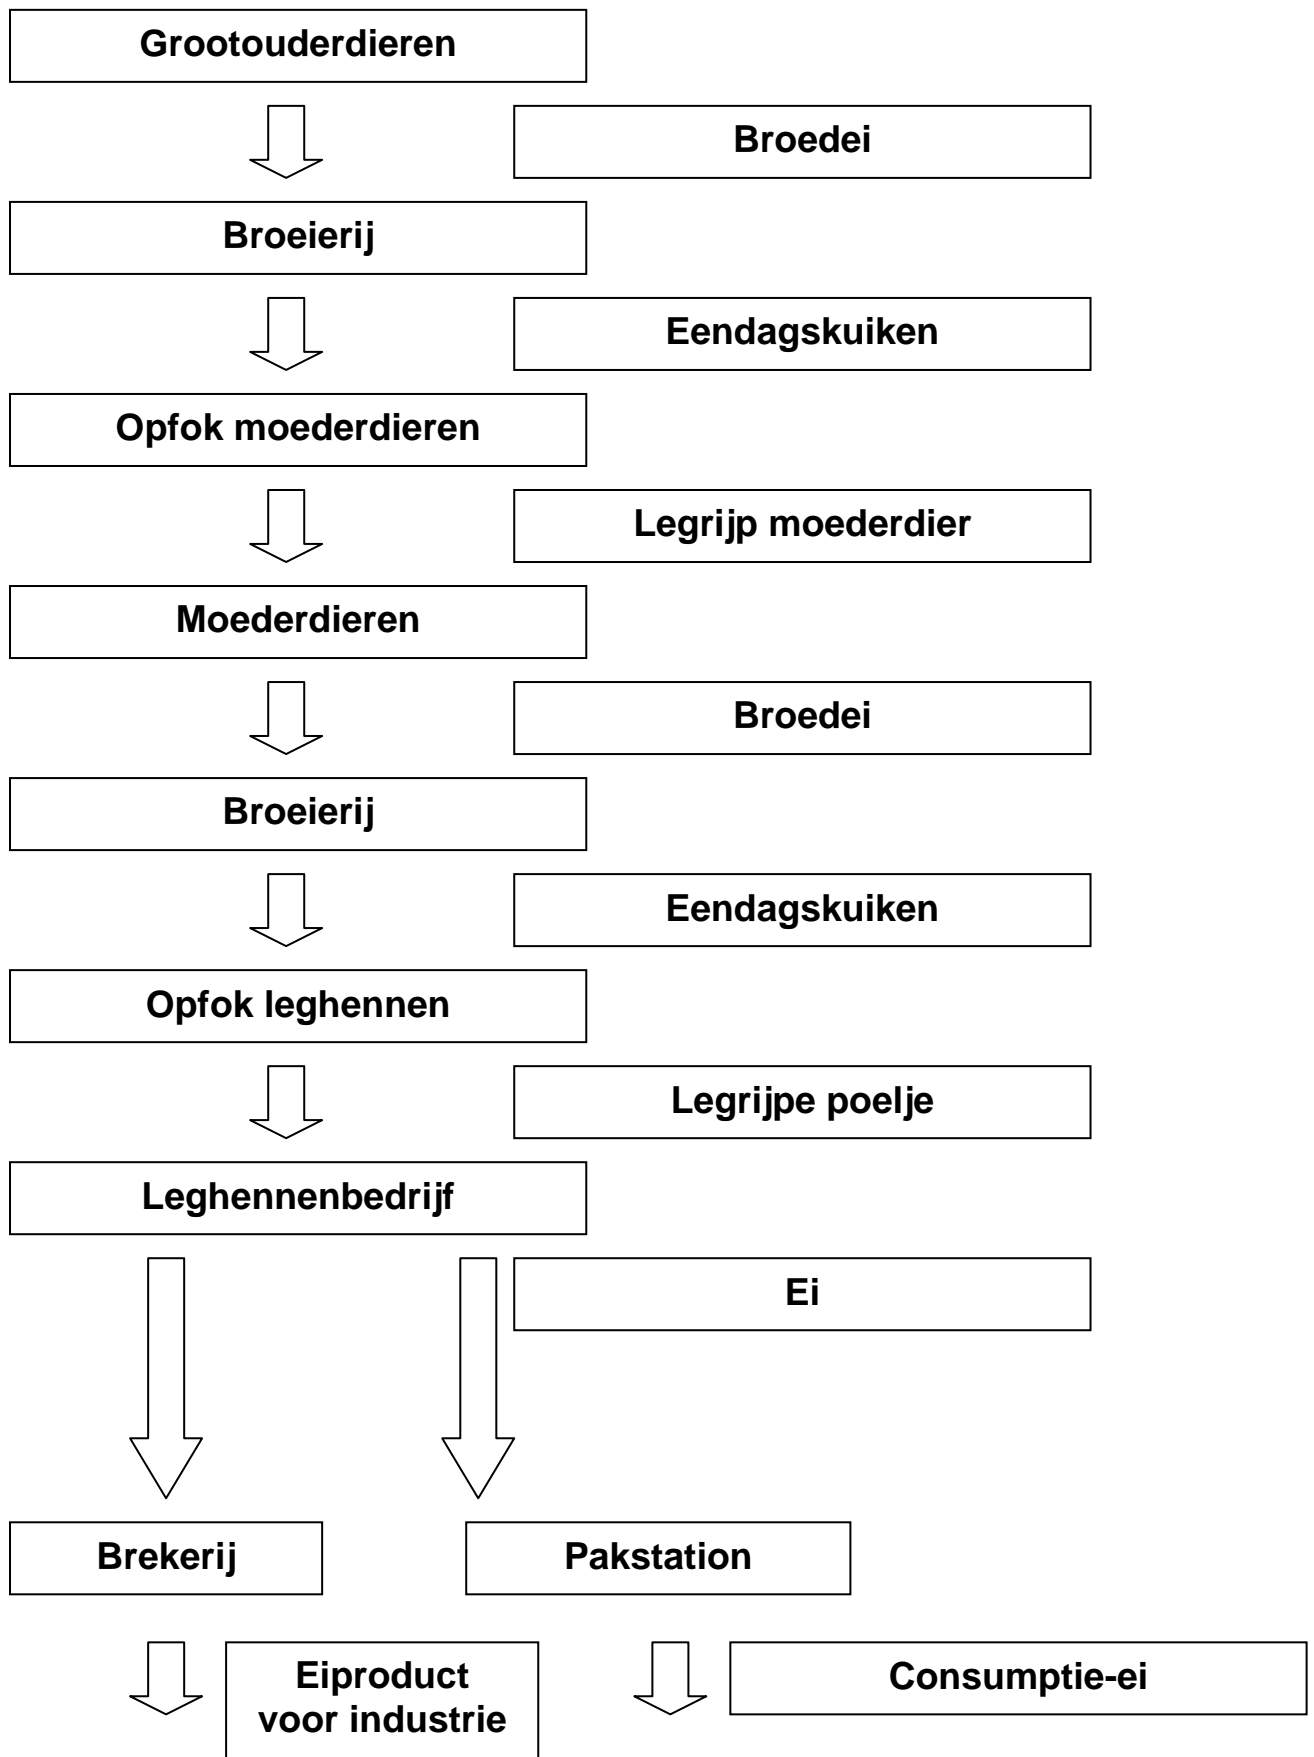 Grootouderdieren
Broedei
Broeierij
Eendagskuiken
Opfok moederdieren
Legrijp moederdier
Moederdieren
Broedei
Broeierij
Eendagskuiken
Opfok leghennen
Legrijpe poelje
Leghennenbedrijf
Ei
Brekerij
Pakstation
Eiproduct
voor industrie
Consumptie-ei